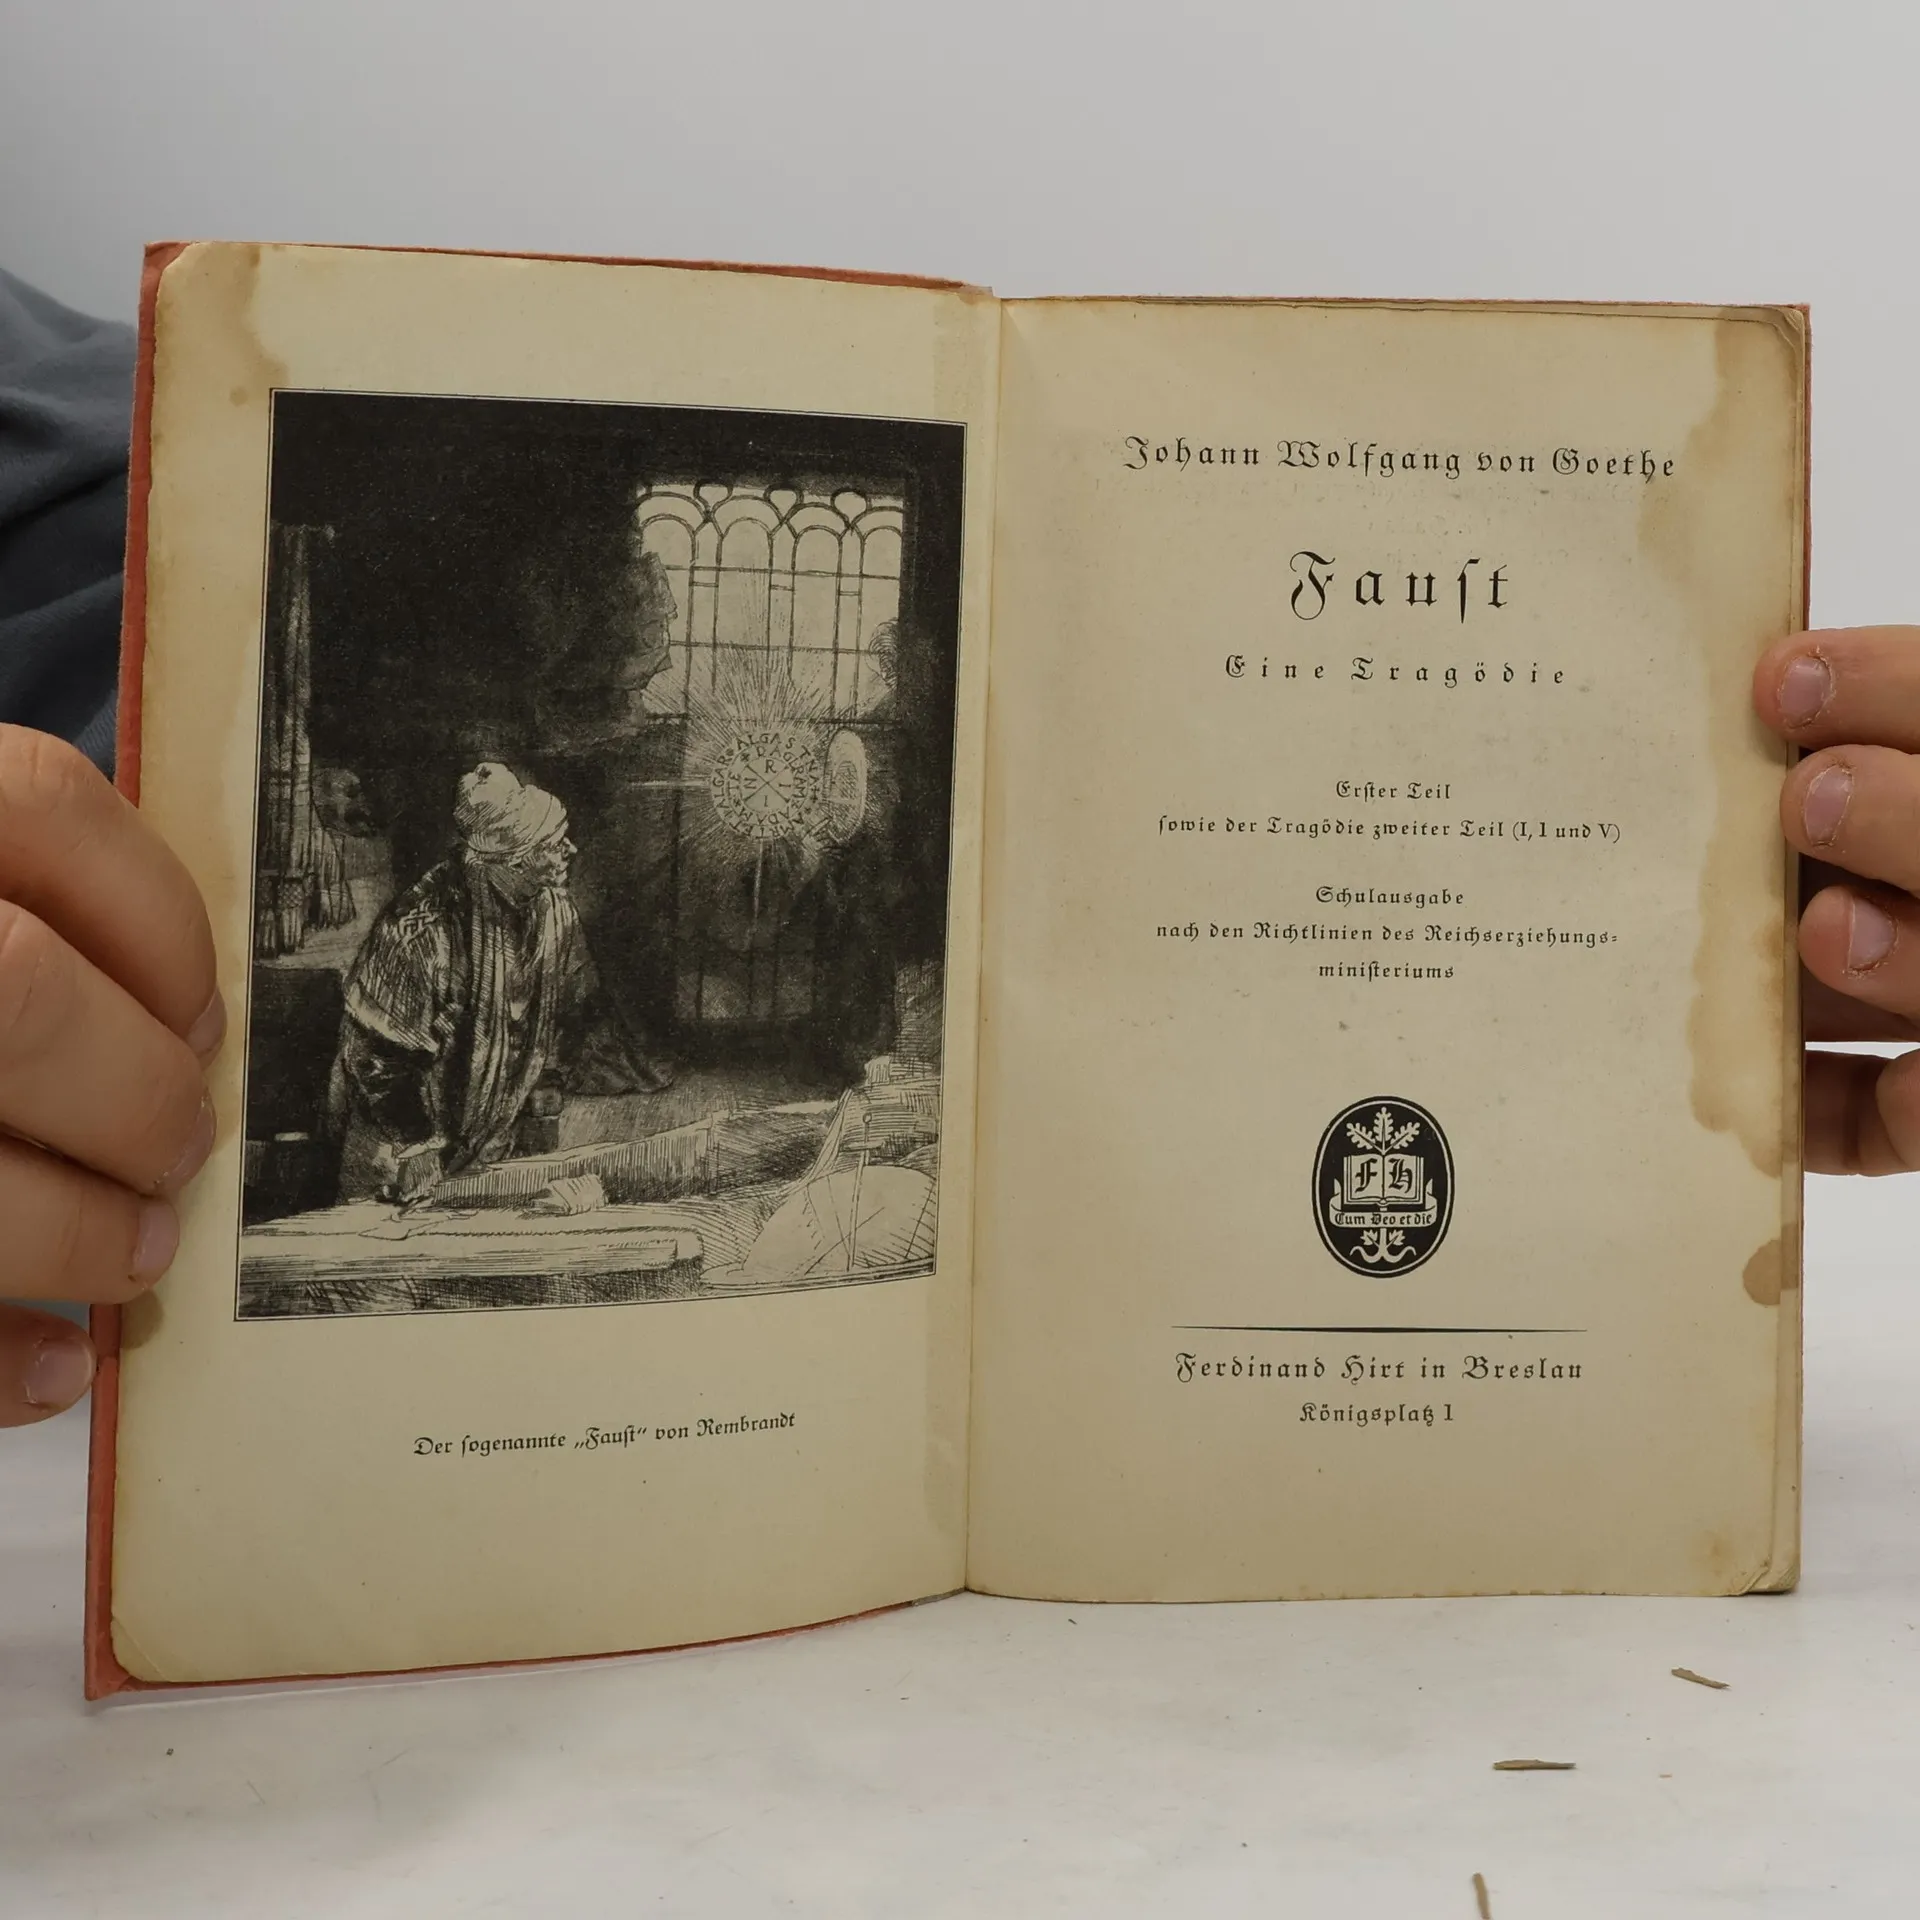 Der ſogenannte „Fauſt“ von Rembrandt
Johann Wolfgang von Goethe
Fauſt
Eine Tragödie
Erſter Teil
ſowie der Tragödie zweiter Teil (I, 1 und V)
Schulausgabe
nach den Richtlinien des Reichserziehungs⸗
miniſteriums
F H
Cum Deo et die
Ferdinand Hirt in Breslau
Königsplatz 1